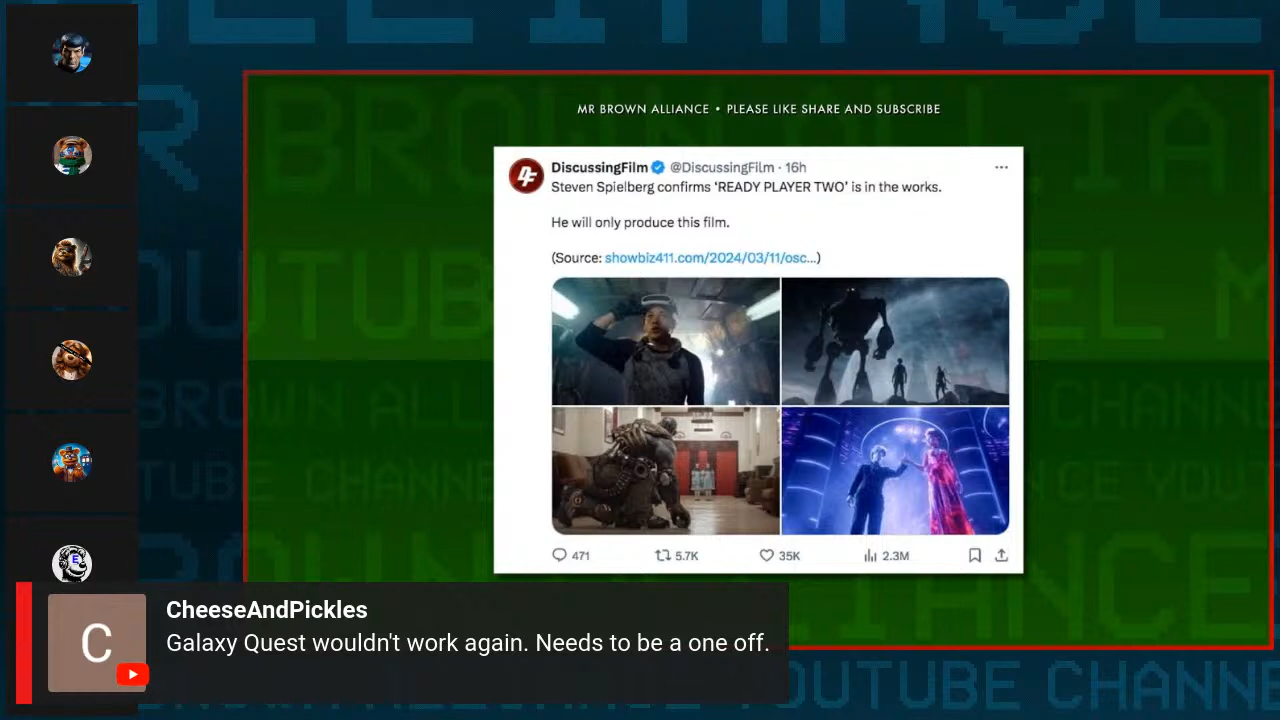 MR BROWN ALLIANCE • PLEASE LIKE SHARE AND SUBSCRIBE
DiscussingFilm @DiscussingFilm · 16h
Steven Spielberg confirms ‘READY PLAYER TWO’ is in the works.
He will only produce this film.
(Source: showbiz411.com/2024/03/11/osc...)
471 5.7K 35K 2.3M
C
CheeseAndPickles
Galaxy Quest wouldn't work again. Needs to be a one off.